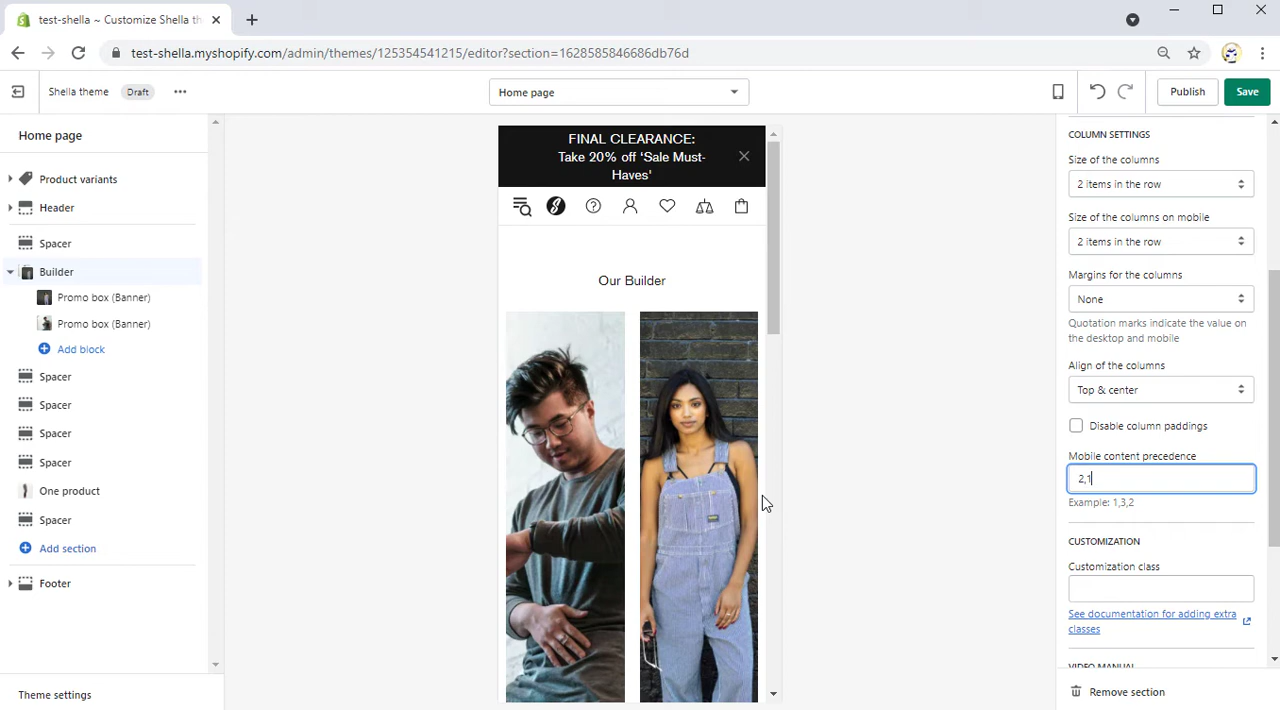 test-shella ~ Customize Shella th
test-shella.myshopify.com/admin/themes/125354541215/editor?section=1628585846686db76d
Shella theme
Draft
Home page
Publish
Save
Home page
Product variants
Header
Spacer
Builder
Promo box (Banner)
Promo box (Banner)
Add block
Spacer
Spacer
Spacer
Spacer
One product
Spacer
Add section
Footer
Theme settings
FINAL CLEARANCE:
Take 20% off ‘Sale Must-
Haves’
Our Builder
COLUMN SETTINGS
Size of the columns
2 items in the row
Size of the columns on mobile
2 items in the row
Margins for the columns
None
Quotation marks indicate the value on
the desktop and mobile
Align of the columns
Top & center
Disable column paddings
Mobile content precedence
2,1
Example: 1,3,2
CUSTOMIZATION
Customization class
See documentation for adding extra
classes
VIDEO MANUAL
Remove section